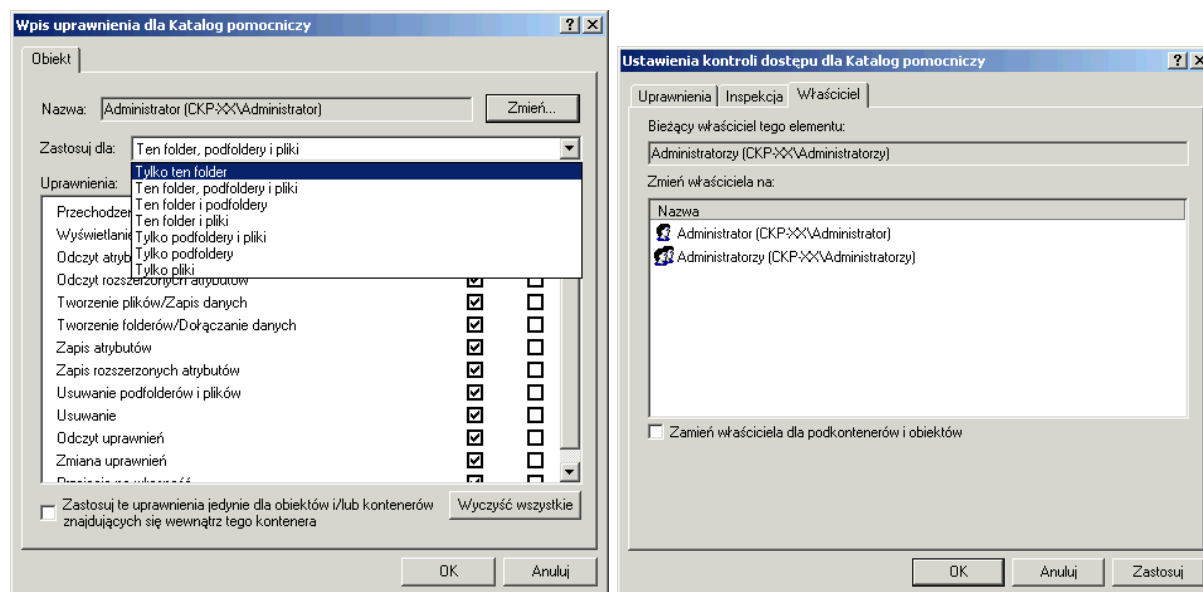 Wpis uprawnienia dla Katalog pomocniczy
Obiekt
Nazwa: Administrator (CKP-XX\Administrator) Zmień...
Zastosuj dla: Ten folder, podfoldery i pliki
Tylko ten folder
Uprawnienia: Ten folder, podfoldery i pliki
Ten folder i podfoldery
Ten folder i pliki
Tylko podfoldery i pliki
Tylko podfoldery
Tylko pliki
Odczyt rozszerzonych atrybutów
Tworzenie plików/Zapis danych
Tworzenie folderów/Dołączanie danych
Zapis atrybutów
Zapis rozszerzonych atrybutów
Usuwanie podfolderów i plików
Usuwanie
Odczyt uprawnień
Zmiana uprawnień
Zastosuj te uprawnienia jedynie dla obiektów i/lub kontenerów
znajdujących się wewnątrz tego kontenera
Wyczyść wszystkie
OK Anuluj
Ustawienia kontroli dostępu dla Katalog pomocniczy
Uprawnienia Inspekcja Właściciel
Bieżący właściciel tego elementu:
Administratorzy (CKP-XX\Administratorzy)
Zmień właściciela na:
Nazwa
Administrator (CKP-XX\Administrator)
Administratorzy (CKP-XX\Administratorzy)
Zamień właściciela dla podkontenerów i obiektów
OK Anuluj Zastosuj